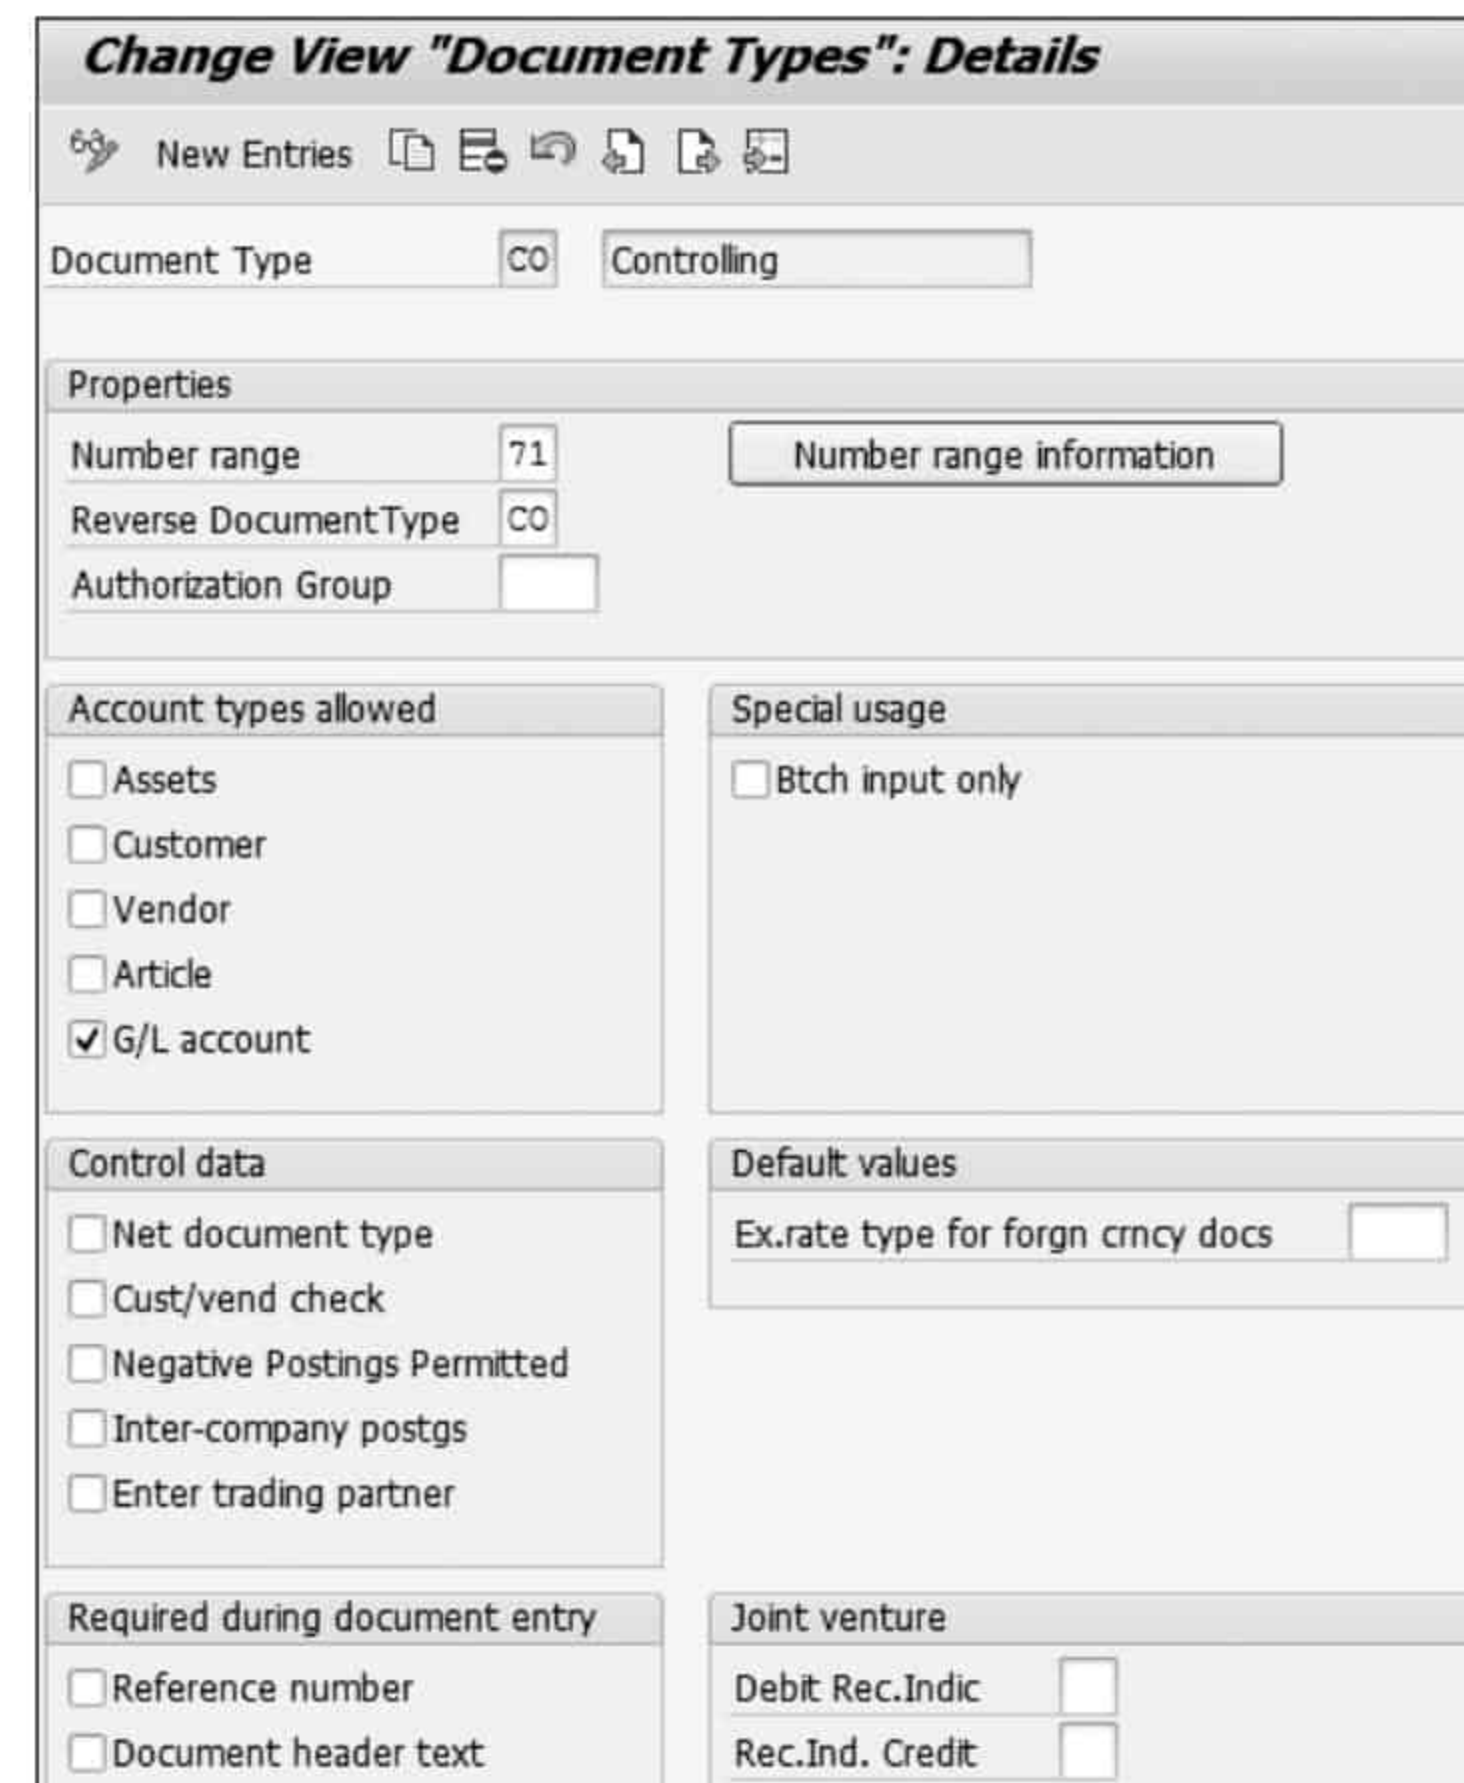 Change View "Document Types": Details
New Entries
Document Type CO Controlling
Properties
Number range 71 Number range information
Reverse DocumentType CO
Authorization Group
Account types allowed Special usage
Assets Btch input only
Customer
Vendor
Article
G/L account
Control data Default values
Net document type Ex.rate type for forgn crncy docs
Cust/vend check
Negative Postings Permitted
Inter-company postgs
Enter trading partner
Required during document entry Joint venture
Reference number Debit Rec.Indic
Document header text Rec.Ind. Credit